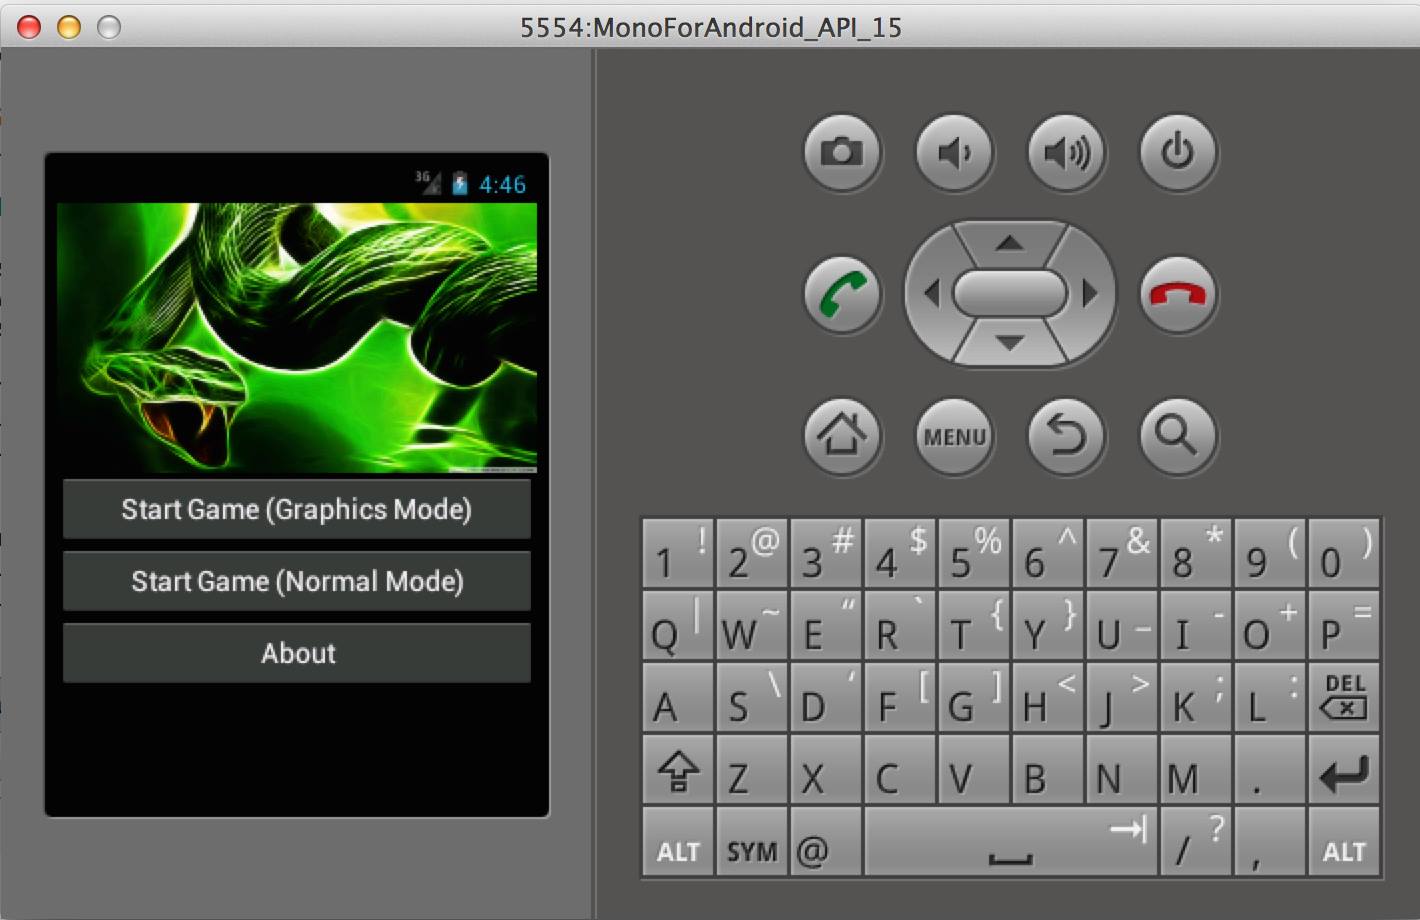 5554:MonoForAndroid_API_15
3G 4:46
Start Game (Graphics Mode)
Start Game (Normal Mode)
About
MENU
1 ! 2 @ 3 # 4 $ 5 % 6 ^ 7 & 8 * 9 ( 0 )
Q | W ~ E “ R ` T { Y } U _ I - O + P =
A S \ D ‘ F [ G ] H < J > K ; L : DEL
Z X C V B N M .
ALT SYM @ / ? , ALT